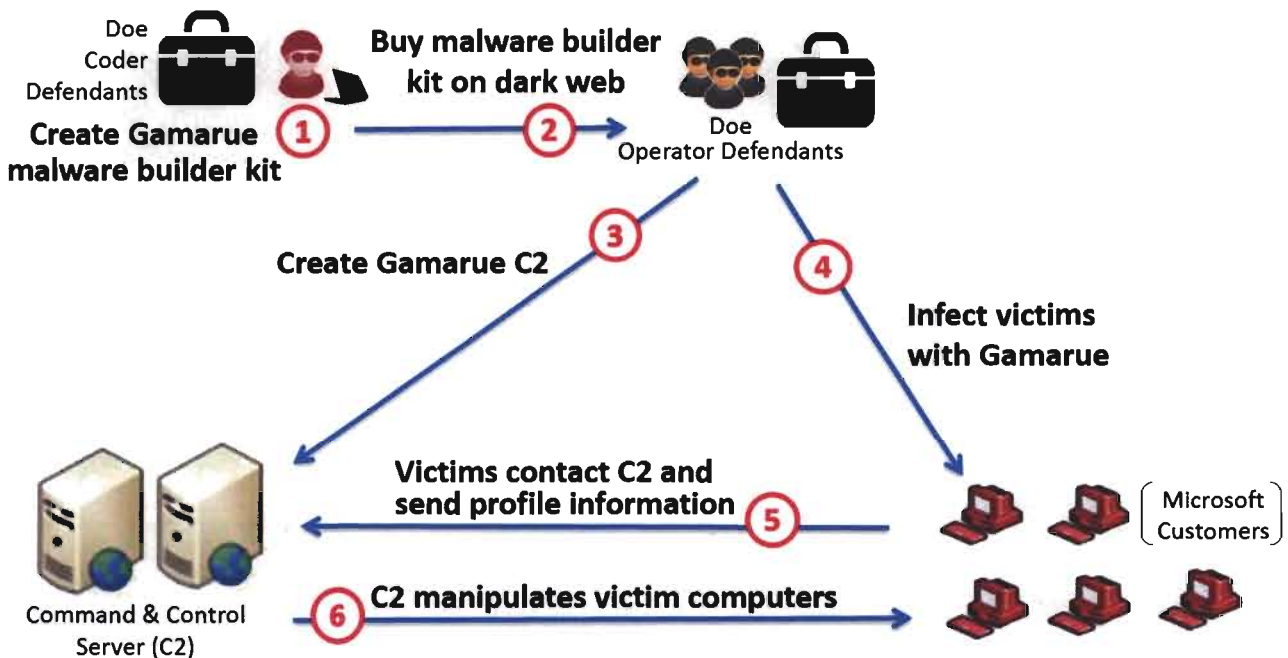 Doe
Coder
Defendants
Create Gamarue
malware builder kit
1
Buy malware builder
kit on dark web
2
Doe
Operator Defendants
3
Create Gamarue C2
4
Infect victims
with Gamarue
Victims contact C2 and
send profile information
5
Microsoft
Customers
6
C2 manipulates victim computers
Command & Control
Server (C2)